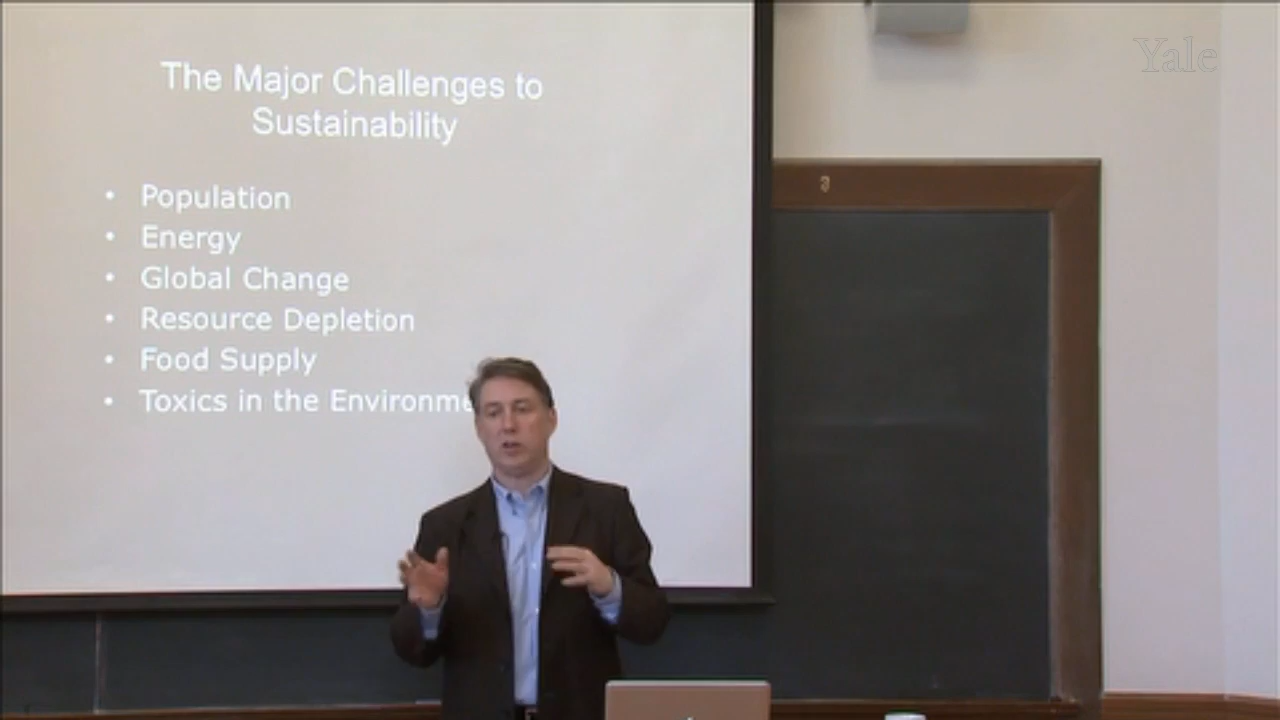 Yale
The Major Challenges to
Sustainability
• Population
• Energy
• Global Change
• Resource Depletion
• Food Supply
• Toxics in the Environme